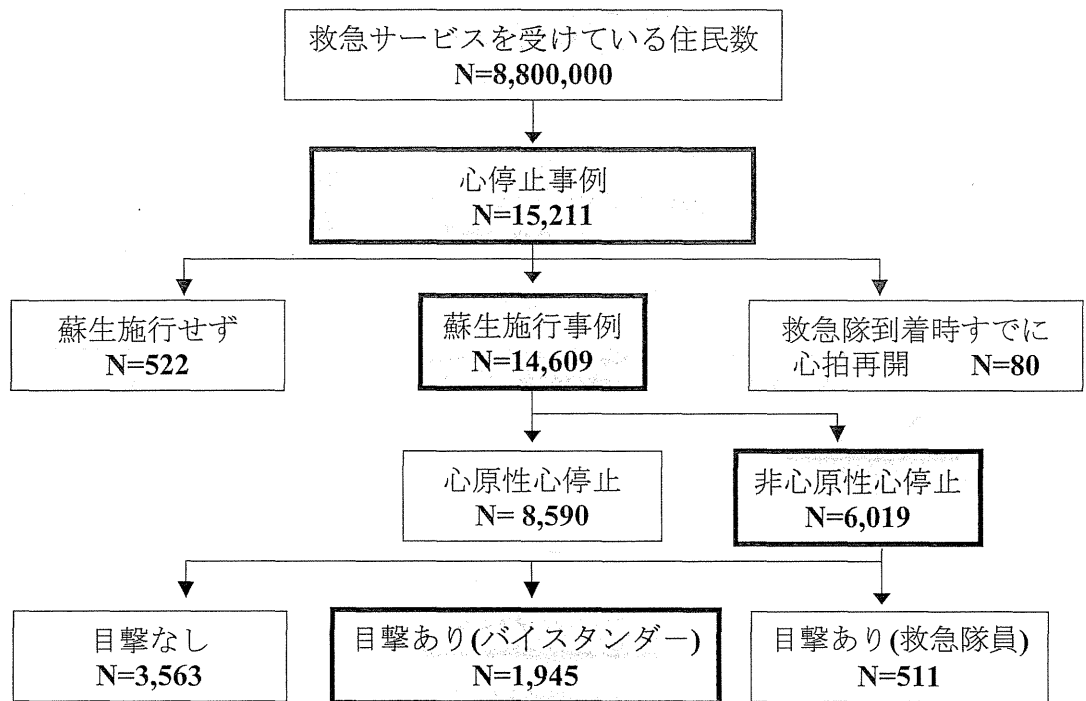 救急サービスを受けている住民数
N=8,800,000
心停止事例
N=15,211
蘇生施行せず
N=522
蘇生施行事例
N=14,609
救急隊到着時すでに
心拍再開 N=80
心原性心停止
N= 8,590
非心原性心停止
N=6,019
目撃なし
N=3,563
目撃あり(バイスタンダー)
N=1,945
目撃あり(救急隊員)
N=511